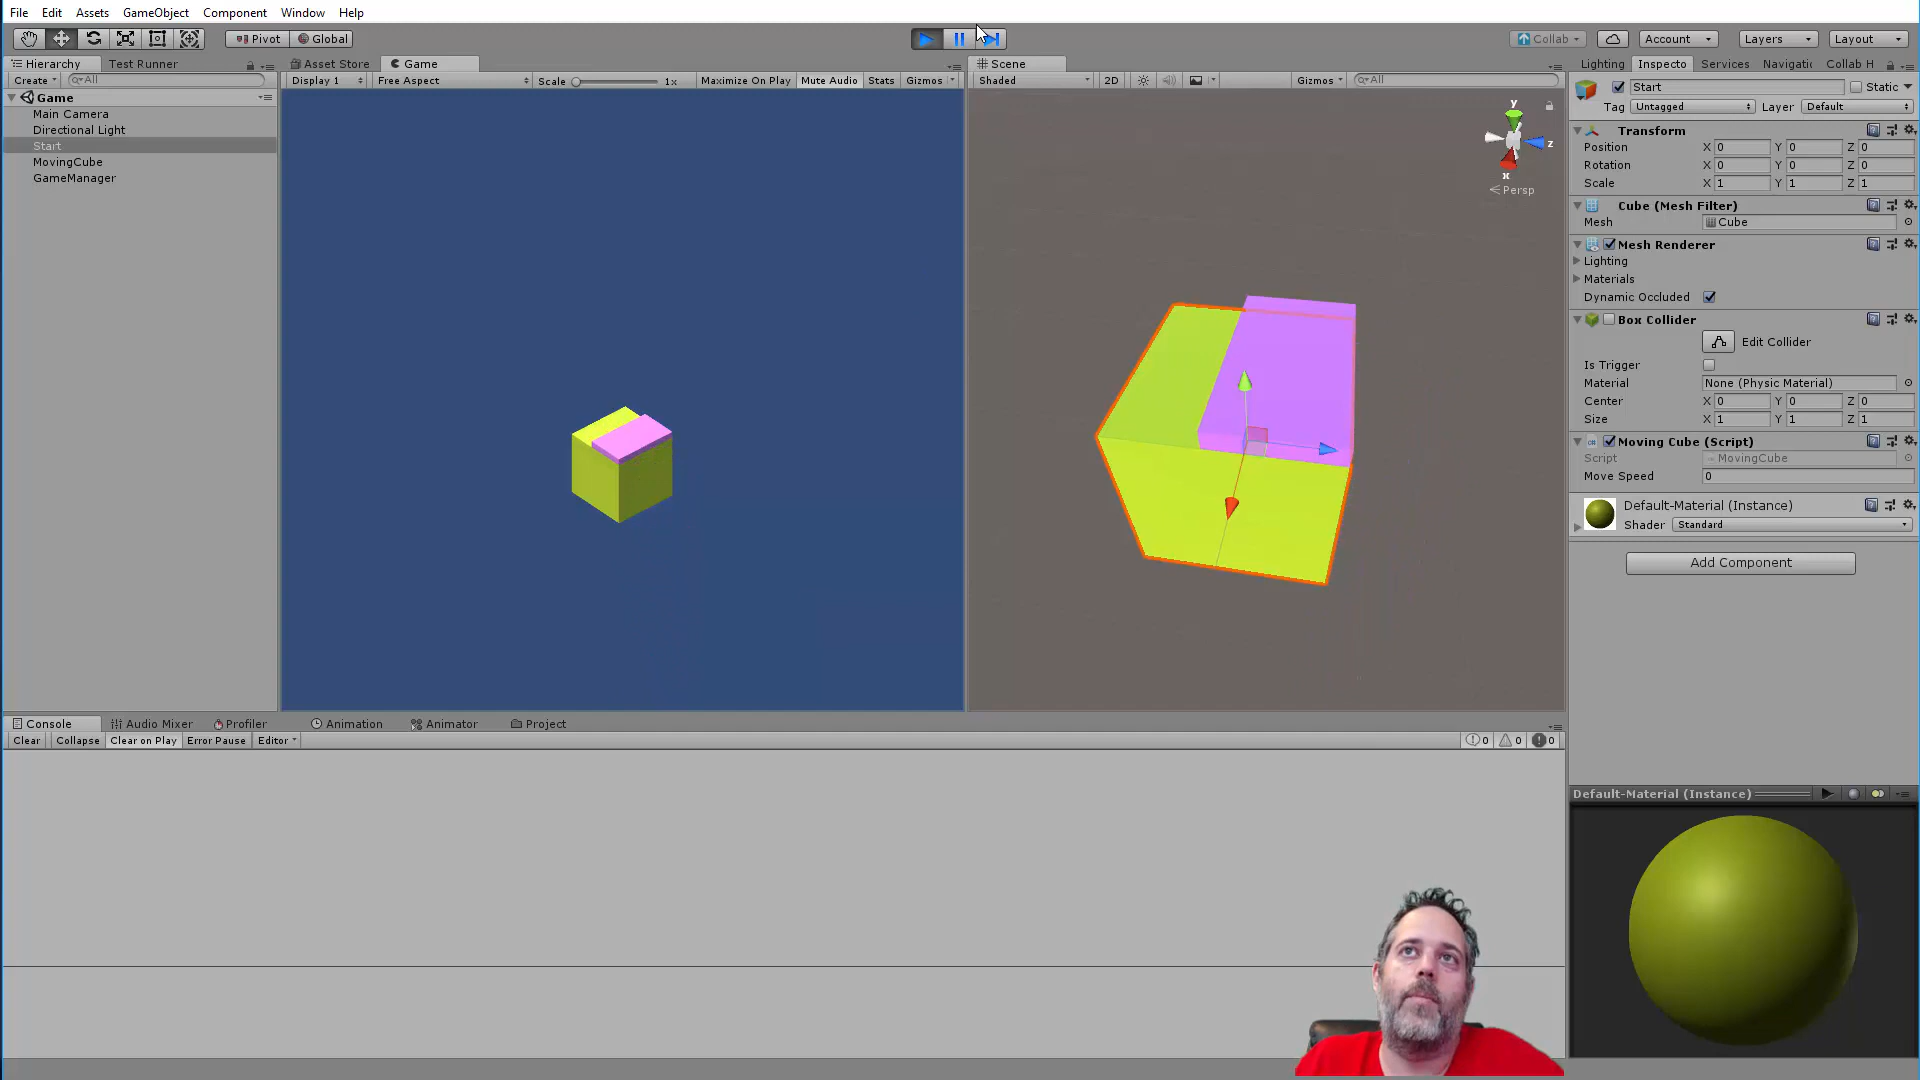 File Edit Assets GameObject Component Window Help
Pivot Global Collab Account Layers Layout
Hierarchy Test Runner
Create All
Game
Main Camera
Directional Light
Start
MovingCube
GameManager
Asset Store Game
Display 1 Free Aspect Scale 1x Maximize On Play Mute Audio Stats Gizmos
Scene
Shaded 2D Gizmos All
y
z
x
Persp
Lighting Inspecto Services Navigatic Collab H
Start Static
Tag Untagged Layer Default
Transform
Position X 0 Y 0 Z 0
Rotation X 0 Y 0 Z 0
Scale X 1 Y 1 Z 1
Cube (Mesh Filter)
Mesh Cube
Mesh Renderer
Lighting
Materials
Dynamic Occluded
Box Collider
Edit Collider
Is Trigger
Material None (Physic Material)
Center X 0 Y 0 Z 0
Size X 1 Y 1 Z 1
Moving Cube (Script)
Script MovingCube
Move Speed 0
Default-Material (Instance)
Shader Standard
Add Component
Console Audio Mixer Profiler Animation Animator Project
Clear Collapse Clear on Play Error Pause Editor 0 0 0
Default-Material (Instance)